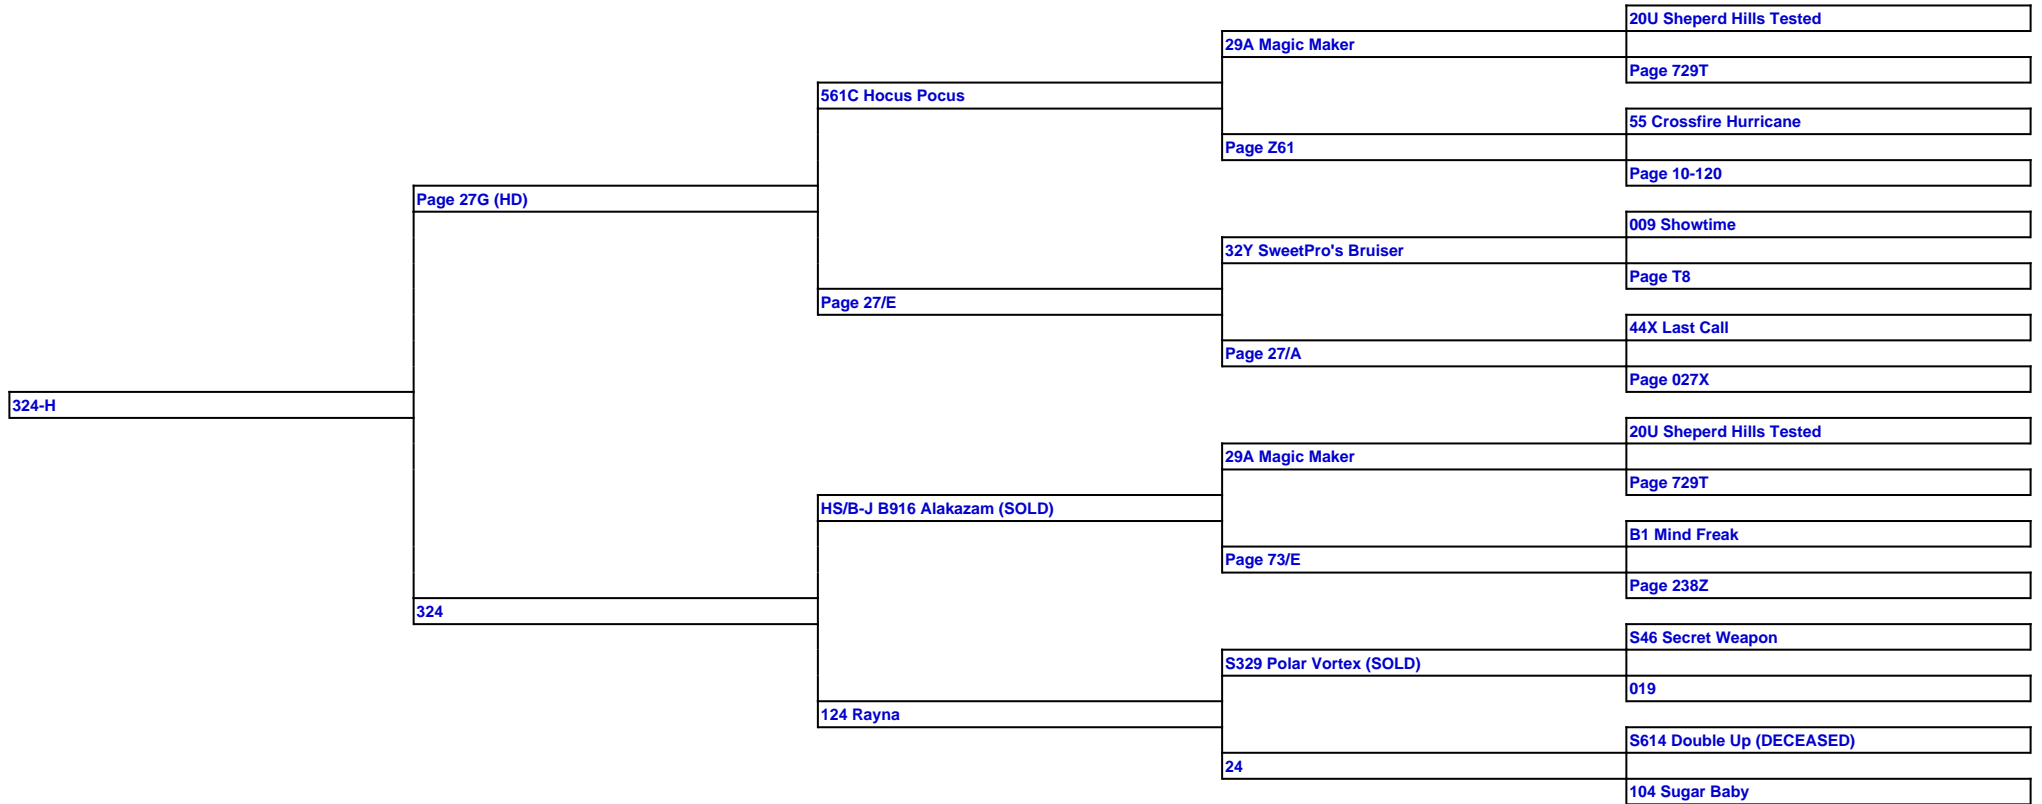 20U Sheperd Hills Tested
29A Magic Maker
Page 729T
561C Hocus Pocus
55 Crossfire Hurricane
Page Z61
Page 10-120
Page 27G (HD)
009 Showtime
32Y SweetPro's Bruiser
Page T8
Page 27/E
44X Last Call
Page 27/A
Page 027X
324-H
20U Sheperd Hills Tested
29A Magic Maker
Page 729T
HS/B-J B916 Alakazam (SOLD)
B1 Mind Freak
Page 73/E
Page 238Z
324
S46 Secret Weapon
S329 Polar Vortex (SOLD)
019
124 Rayna
S614 Double Up (DECEASED)
24
104 Sugar Baby